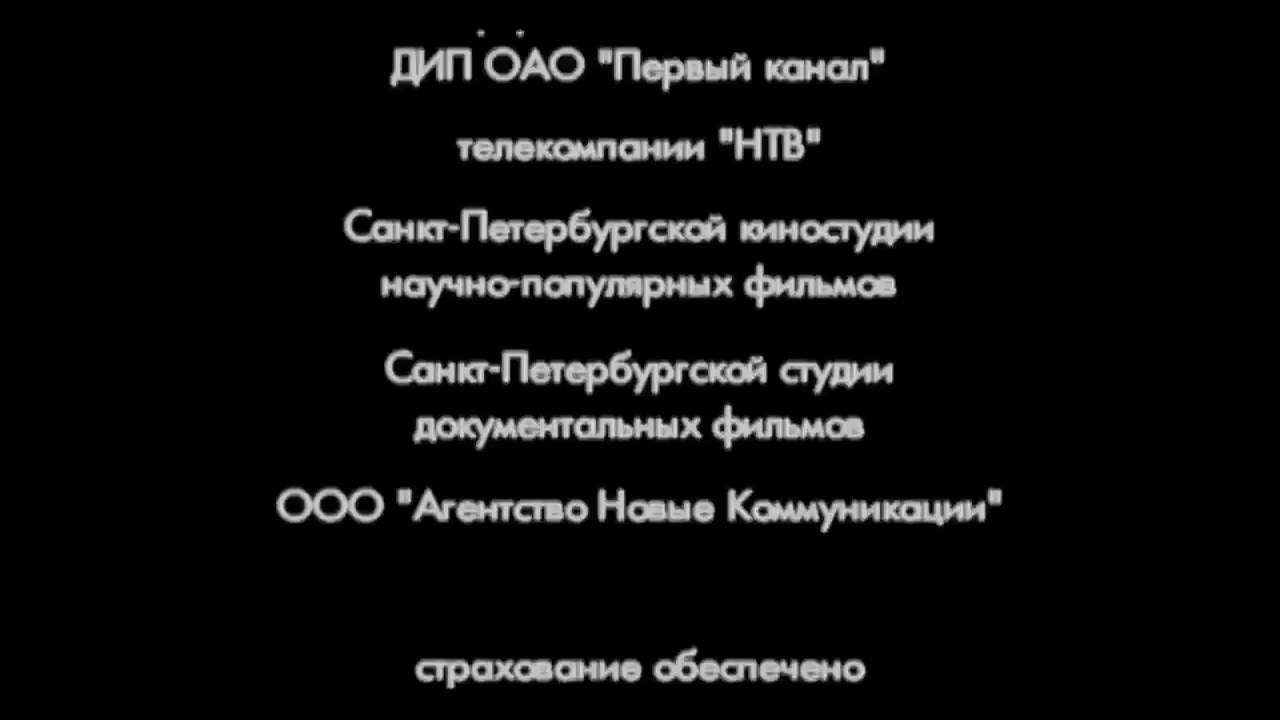 ДИП ОАО "Первый канал"
телекомпании "НТВ"
Санкт-Петербургской киностудии
научно-популярных фильмов
Санкт-Петербургской студии
документальных фильмов
ООО "Агентство Новые Коммуникации"
страхование обеспечено